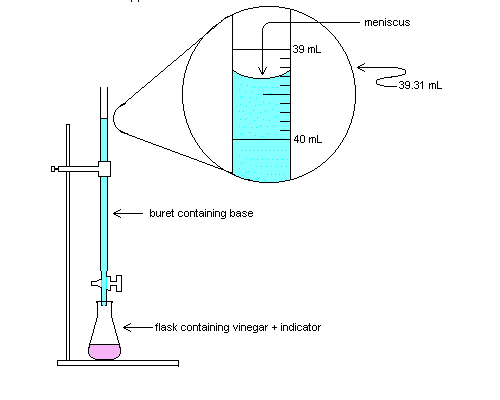 meniscus
39 mL
39.31 mL
40 mL
buret containing base
flask containing vinegar + indicator